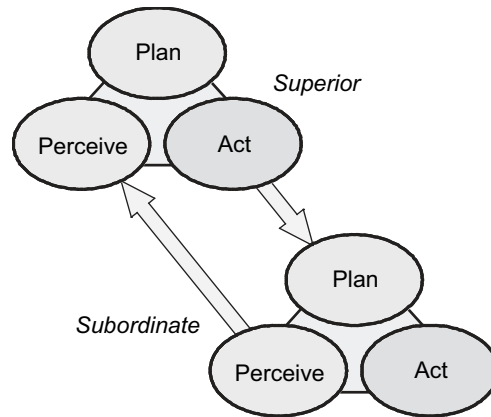 Plan
Superior
Perceive
Act
Plan
Subordinate
Perceive
Act